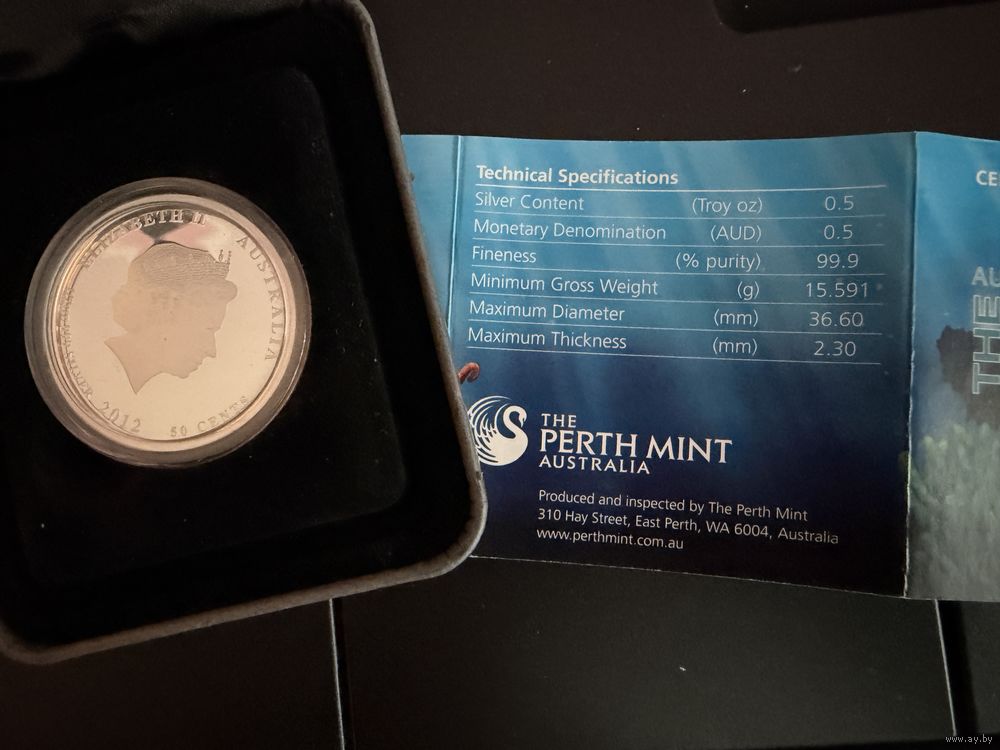 ELIZABETH II AUSTRALIA
2012 50 CENTS
Technical Specifications
Silver Content (Troy oz) 0.5
Monetary Denomination (AUD) 0.5
Fineness (% purity) 99.9
Minimum Gross Weight (g) 15.591
Maximum Diameter (mm) 36.60
Maximum Thickness (mm) 2.30
THE
PERTH MINT
AUSTRALIA
Produced and inspected by The Perth Mint
310 Hay Street, East Perth, WA 6004, Australia
www.perthmint.com.au
CE
AU
THE
www.ay.by